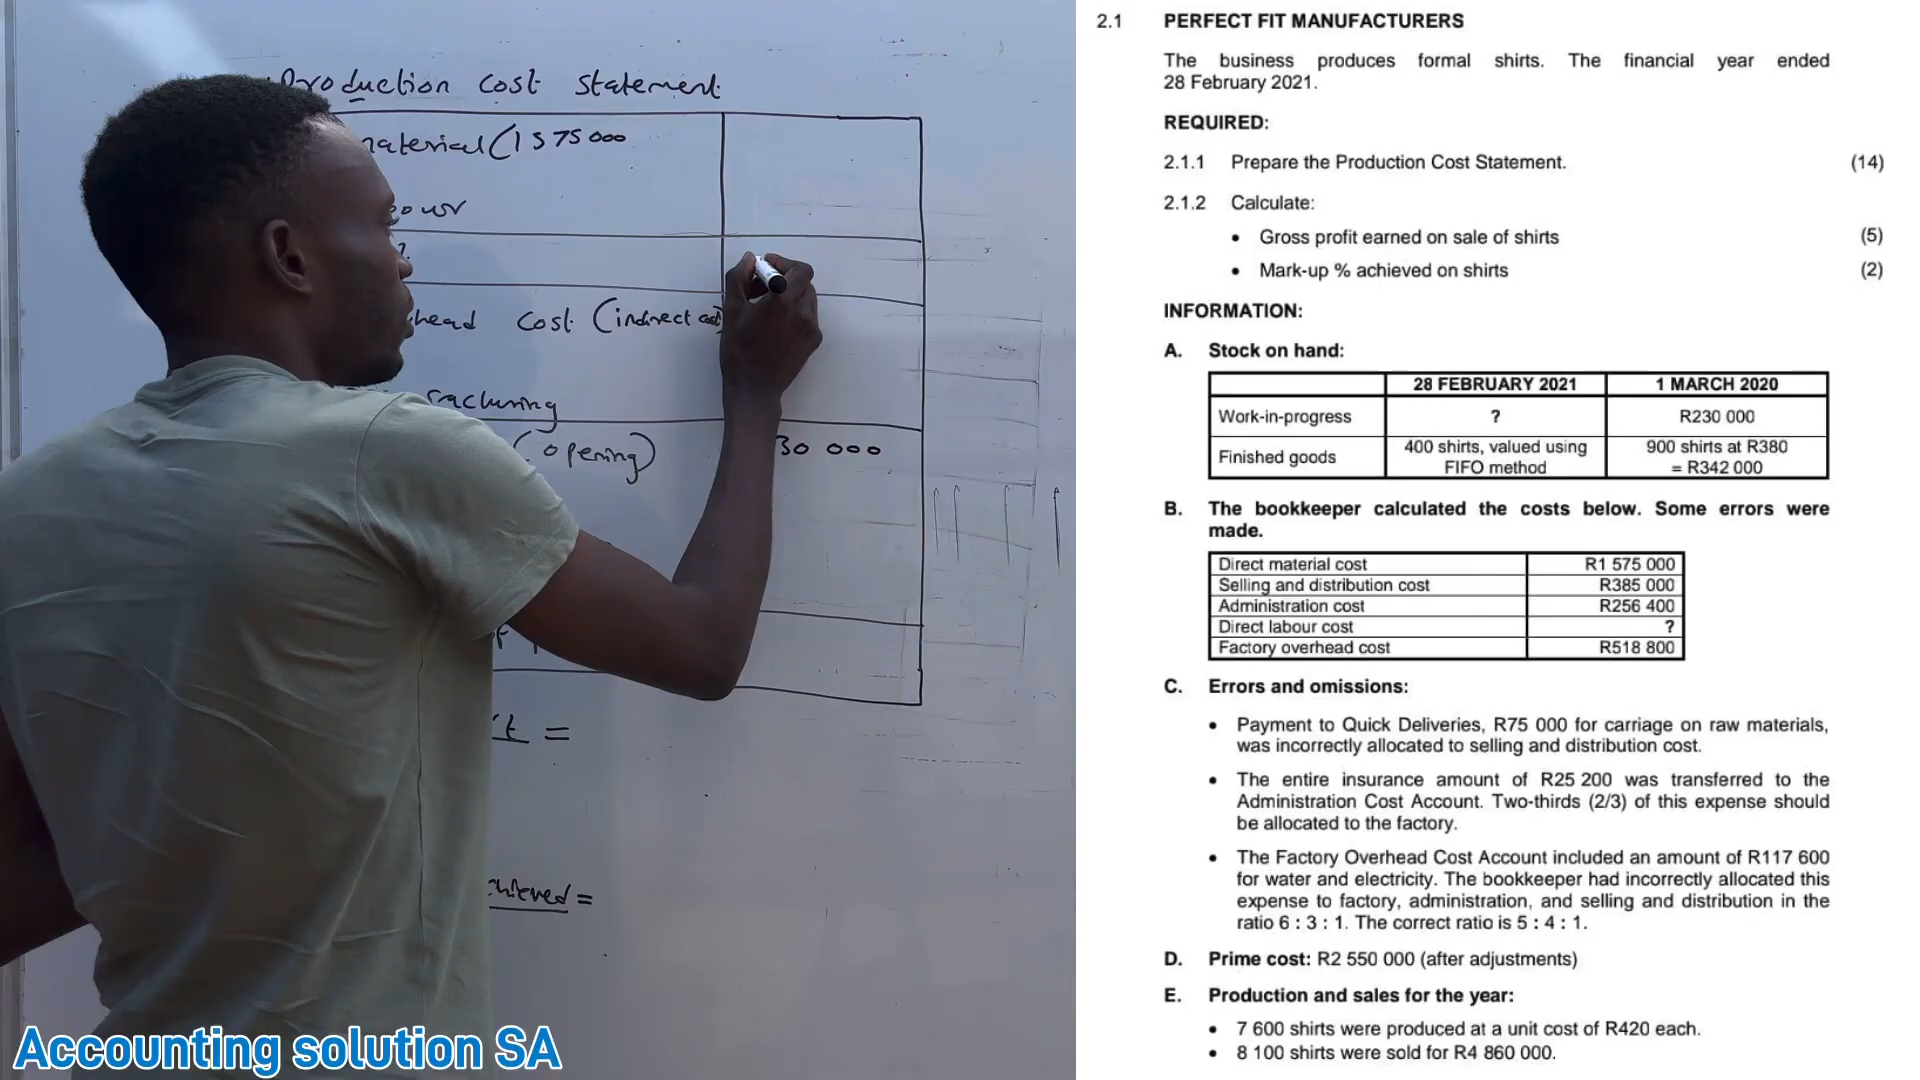 Production cost statement
material (1 575 000
?
head cost (indirect cost)
( opening) 30 000
=
chieved =
Accounting solution SA
2.1 PERFECT FIT MANUFACTURERS
The business produces formal shirts. The financial year ended
28 February 2021.
REQUIRED:
2.1.1 Prepare the Production Cost Statement. (14)
2.1.2 Calculate:
• Gross profit earned on sale of shirts (5)
• Mark-up % achieved on shirts (2)
INFORMATION:
A. Stock on hand:
28 FEBRUARY 2021 1 MARCH 2020
Work-in-progress ? R230 000
Finished goods 400 shirts, valued using FIFO method 900 shirts at R380 = R342 000
B. The bookkeeper calculated the costs below. Some errors were
made.
Direct material cost R1 575 000
Selling and distribution cost R385 000
Administration cost R256 400
Direct labour cost ?
Factory overhead cost R518 800
C. Errors and omissions:
• Payment to Quick Deliveries, R75 000 for carriage on raw materials,
was incorrectly allocated to selling and distribution cost.
• The entire insurance amount of R25 200 was transferred to the
Administration Cost Account. Two-thirds (2/3) of this expense should
be allocated to the factory.
• The Factory Overhead Cost Account included an amount of R117 600
for water and electricity. The bookkeeper had incorrectly allocated this
expense to factory, administration, and selling and distribution in the
ratio 6 : 3 : 1. The correct ratio is 5 : 4 : 1.
D. Prime cost: R2 550 000 (after adjustments)
E. Production and sales for the year:
• 7 600 shirts were produced at a unit cost of R420 each.
• 8 100 shirts were sold for R4 860 000.